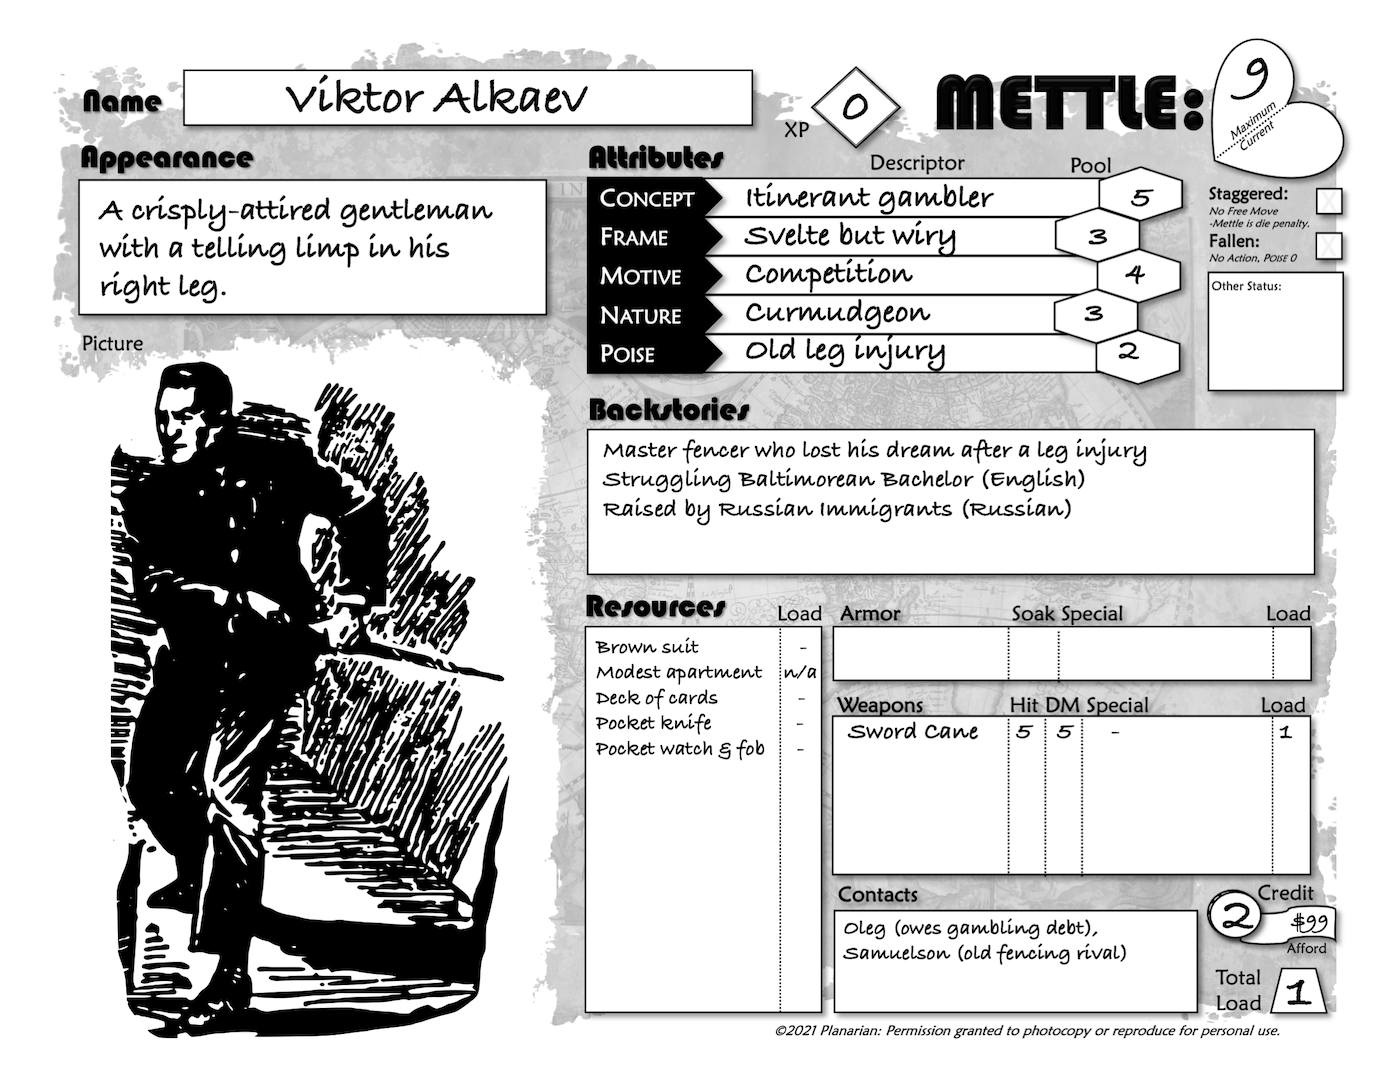 Name
Viktor Alkaev
XP
0
METTLE:
9
Maximum
Current
Appearance
A crisply-attired gentleman
with a telling limp in his
right leg.
Picture
Attributes
Descriptor
Pool
CONCEPT Itinerant gambler 5
FRAME Svelte but wiry 3
MOTIVE Competition 4
NATURE Curmudgeon 3
POISE Old leg injury 2
Staggered:
No Free Move
-Mettle is die penalty.
Fallen:
No Action, POISE 0
Other Status:
Backstories
Master fencer who lost his dream after a leg injury
Struggling Baltimorean Bachelor (English)
Raised by Russian Immigrants (Russian)
Resources Load
Brown suit -
Modest apartment n/a
Deck of cards -
Pocket knife -
Pocket watch & fob -
Armor Soak Special Load
Weapons Hit DM Special Load
Sword Cane 5 5 - 1
Contacts
Oleg (owes gambling debt),
Samuelson (old fencing rival)
Credit
2 $99
Afford
Total
Load 1
©2021 Planarian: Permission granted to photocopy or reproduce for personal use.